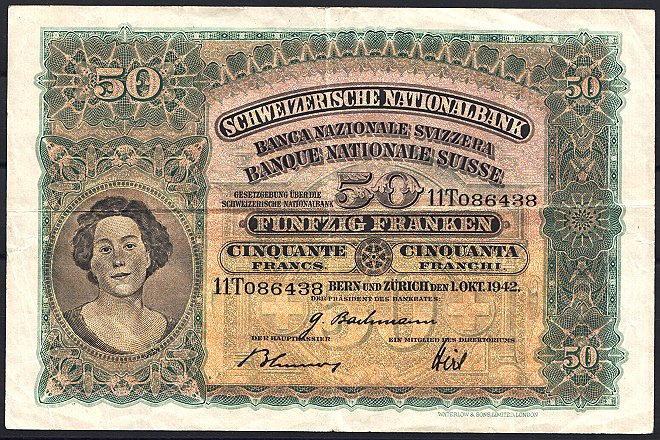 50
50
SCHWEIZERISCHE NATIONALBANK
BANCA NAZIONALE SVIZZERA
BANQUE NATIONALE SUISSE.
GESETZGEBUNG ÜBER DIE
SCHWEIZERISCHE NATIONALBANK
50
11T086438
FÜNFZIG FRANKEN
CINQUANTE
FRANCS.
CINQUANTA
FRANCHI.
11T086438
BERN UND ZÜRICH DEN 1. OKT. 1942.
DER PRÄSIDENT DES BANKRATES:
G. Bachmann
DER HAUPTKASSIER
EIN MITGLIED DES DIREKTORIUMS
Hirt
50
WATERLOW & SONS LIMITED, LONDON